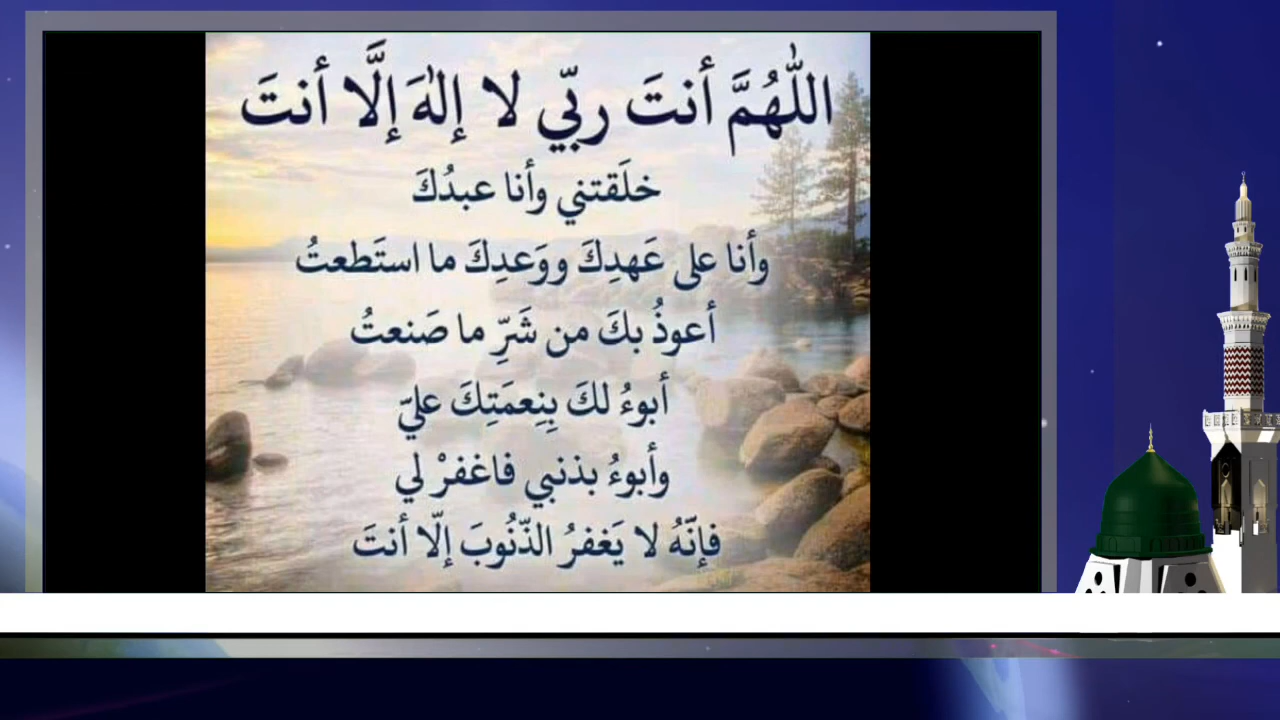 اللّٰهُمَّ أنتَ ربّي لا إلٰهَ إلَّا أنتَ
خلَقتني وأنا عبدُكَ
وأنا على عَهدِكَ ووَعدِكَ ما استَطعتُ
أعوذُ بكَ من شَرِّ ما صَنعتُ
أبوءُ لكَ بِنِعمَتِكَ عليّ
وأبوءُ بذنبي فاغفرْ لي
فإنّهُ لا يَغفرُ الذّنُوبَ إلّا أنتَ